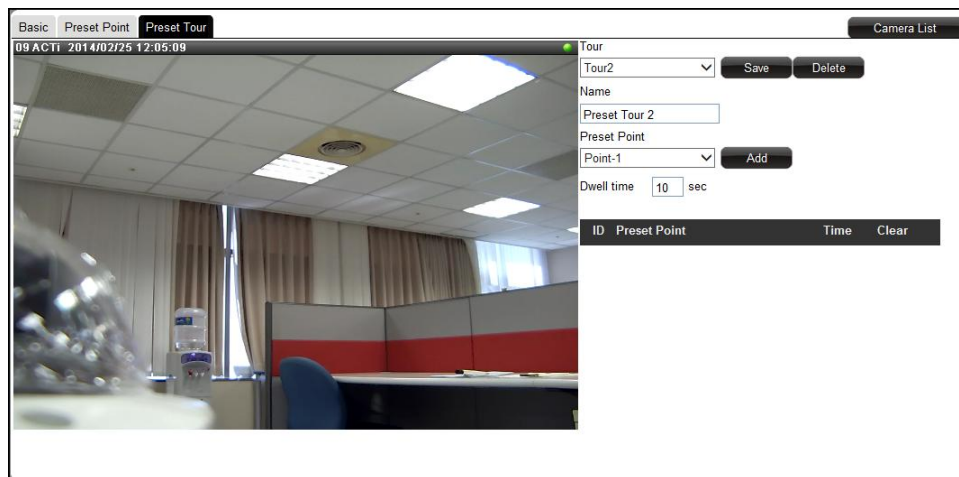 Basic Preset Point Preset Tour Camera List
09 ACTi 2014/02/25 12:05:09
Tour
Tour2 Save Delete
Name
Preset Tour 2
Preset Point
Point-1 Add
Dwell time 10 sec
ID Preset Point Time Clear